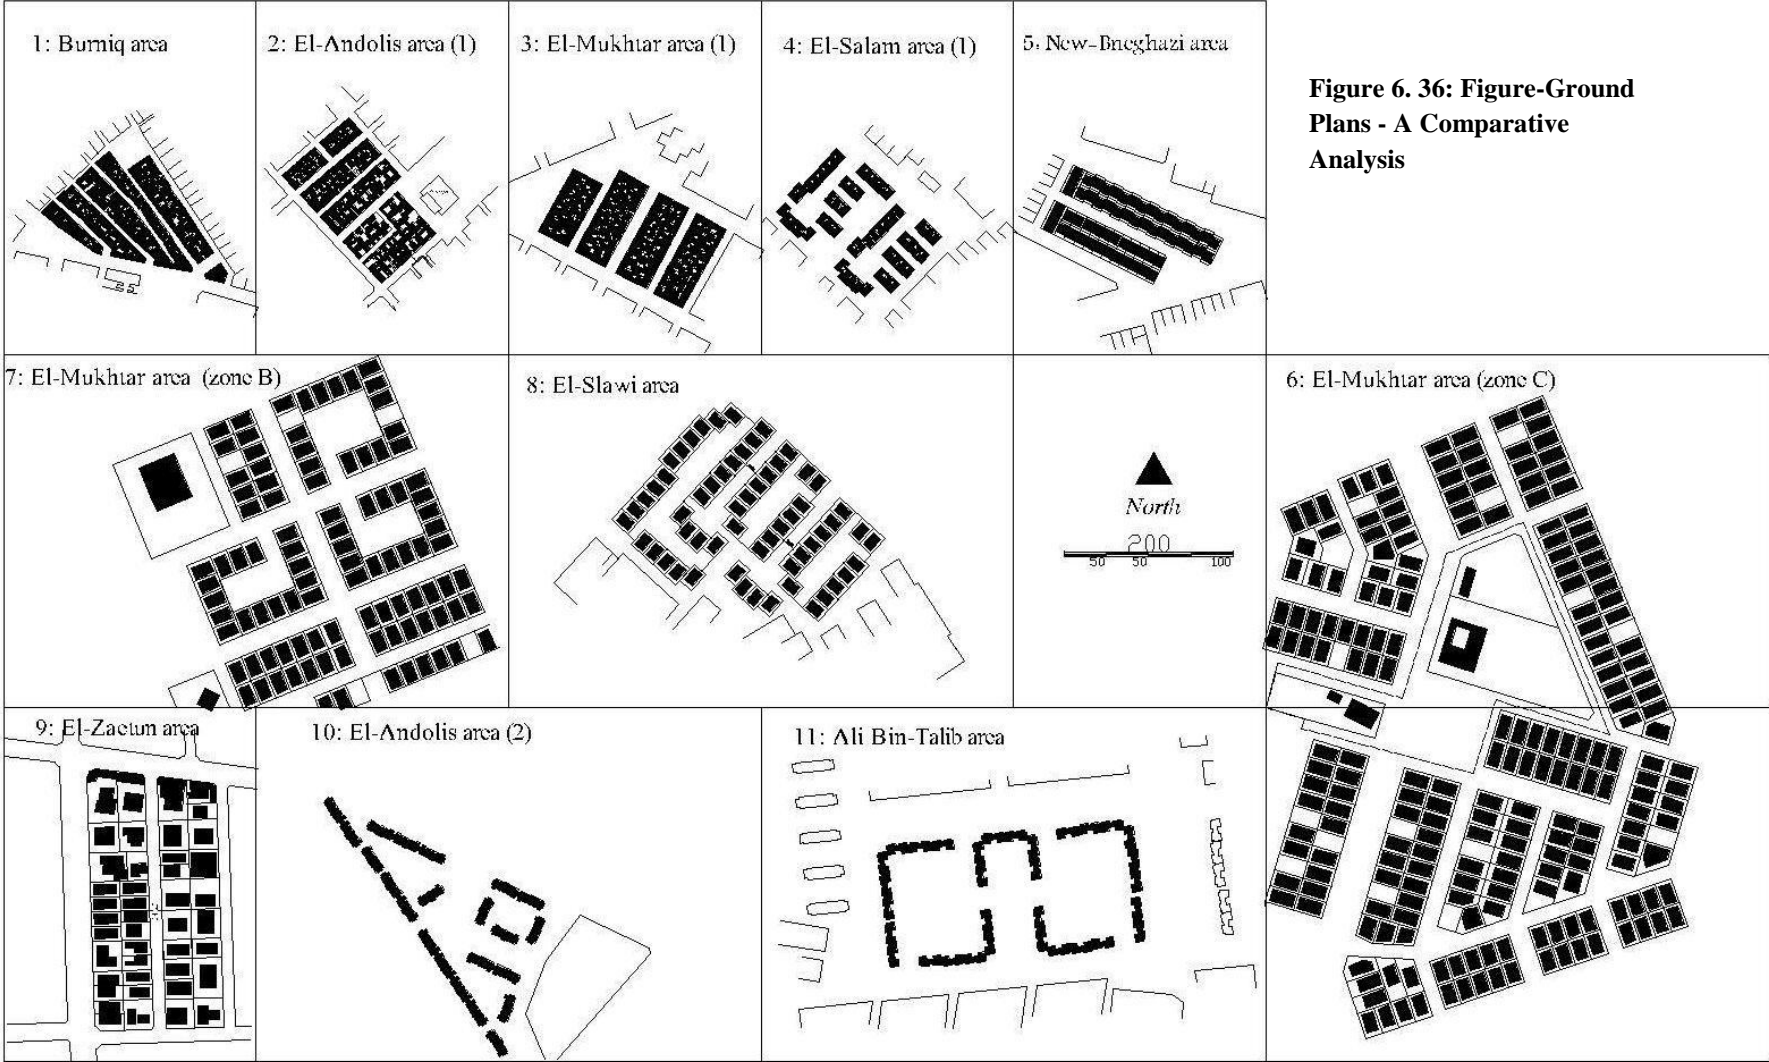 1: Burniq area
2: El-Andolis area (1)
3: El-Mukhtar area (1)
4: El-Salam area (1)
5: New-Bneghazi area
Figure 6. 36: Figure-Ground
Plans - A Comparative
Analysis
7: El-Mukhtar area (zone B)
8: El-Slawi area
6: El-Mukhtar area (zone C)
North
200
50 50 100
9: El-Zaetun area
10: El-Andolis area (2)
11: Ali Bin-Talib area